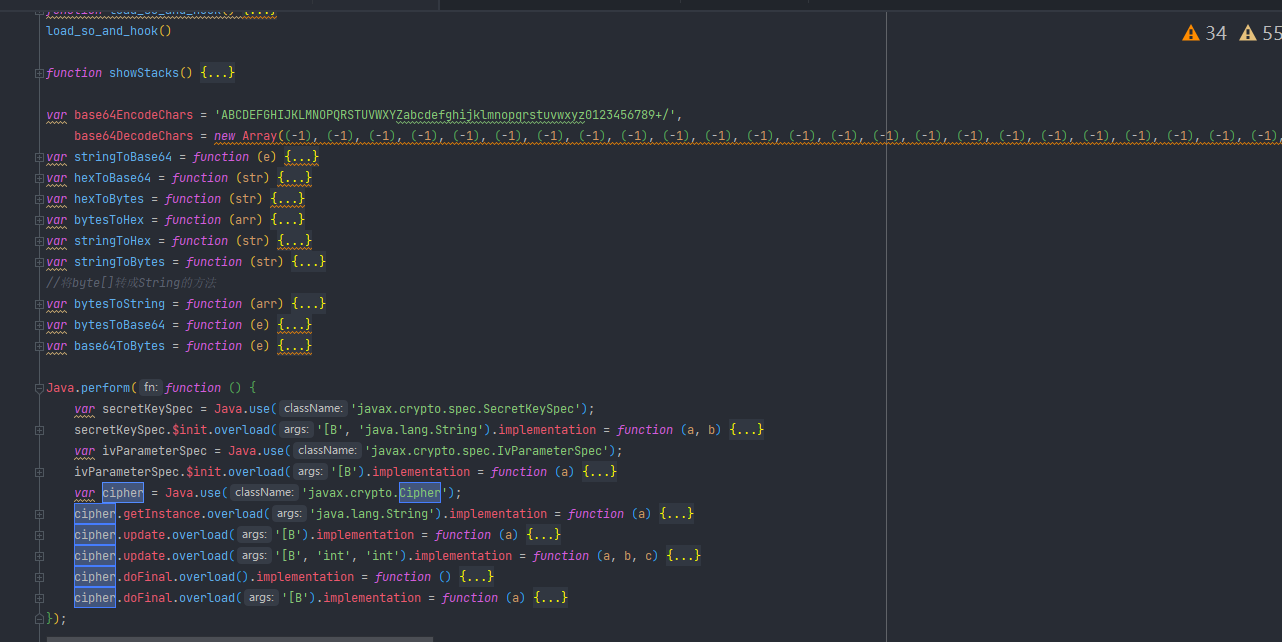 function load_so_and_hook() {...}
load_so_and_hook()
34 55
function showStacks() {...}
var base64EncodeChars = 'ABCDEFGHIJKLMNOPQRSTUVWXYZabcdefghijklmnopqrstuvwxyz0123456789+/',
base64DecodeChars = new Array((-1), (-1), (-1), (-1), (-1), (-1), (-1), (-1), (-1), (-1), (-1), (-1), (-1), (-1), (-1), (-1), (-1), (-1), (-1), (-1), (-1), (-1), (-1), (-1),
var stringToBase64 = function (e) {...}
var hexToBase64 = function (str) {...}
var hexToBytes = function (str) {...}
var bytesToHex = function (arr) {...}
var stringToHex = function (str) {...}
var stringToBytes = function (str) {...}
//将byte[]转成String的方法
var bytesToString = function (arr) {...}
var bytesToBase64 = function (e) {...}
var base64ToBytes = function (e) {...}
Java.perform( fn: function () {
var secretKeySpec = Java.use( className: 'javax.crypto.spec.SecretKeySpec');
secretKeySpec.$init.overload( args: '[B', 'java.lang.String').implementation = function (a, b) {...}
var ivParameterSpec = Java.use( className: 'javax.crypto.spec.IvParameterSpec');
ivParameterSpec.$init.overload( args: '[B').implementation = function (a) {...}
var cipher = Java.use( className: 'javax.crypto.Cipher');
cipher.getInstance.overload( args: 'java.lang.String').implementation = function (a) {...}
cipher.update.overload( args: '[B').implementation = function (a) {...}
cipher.update.overload( args: '[B', 'int', 'int').implementation = function (a, b, c) {...}
cipher.doFinal.overload().implementation = function () {...}
cipher.doFinal.overload( args: '[B').implementation = function (a) {...}
});